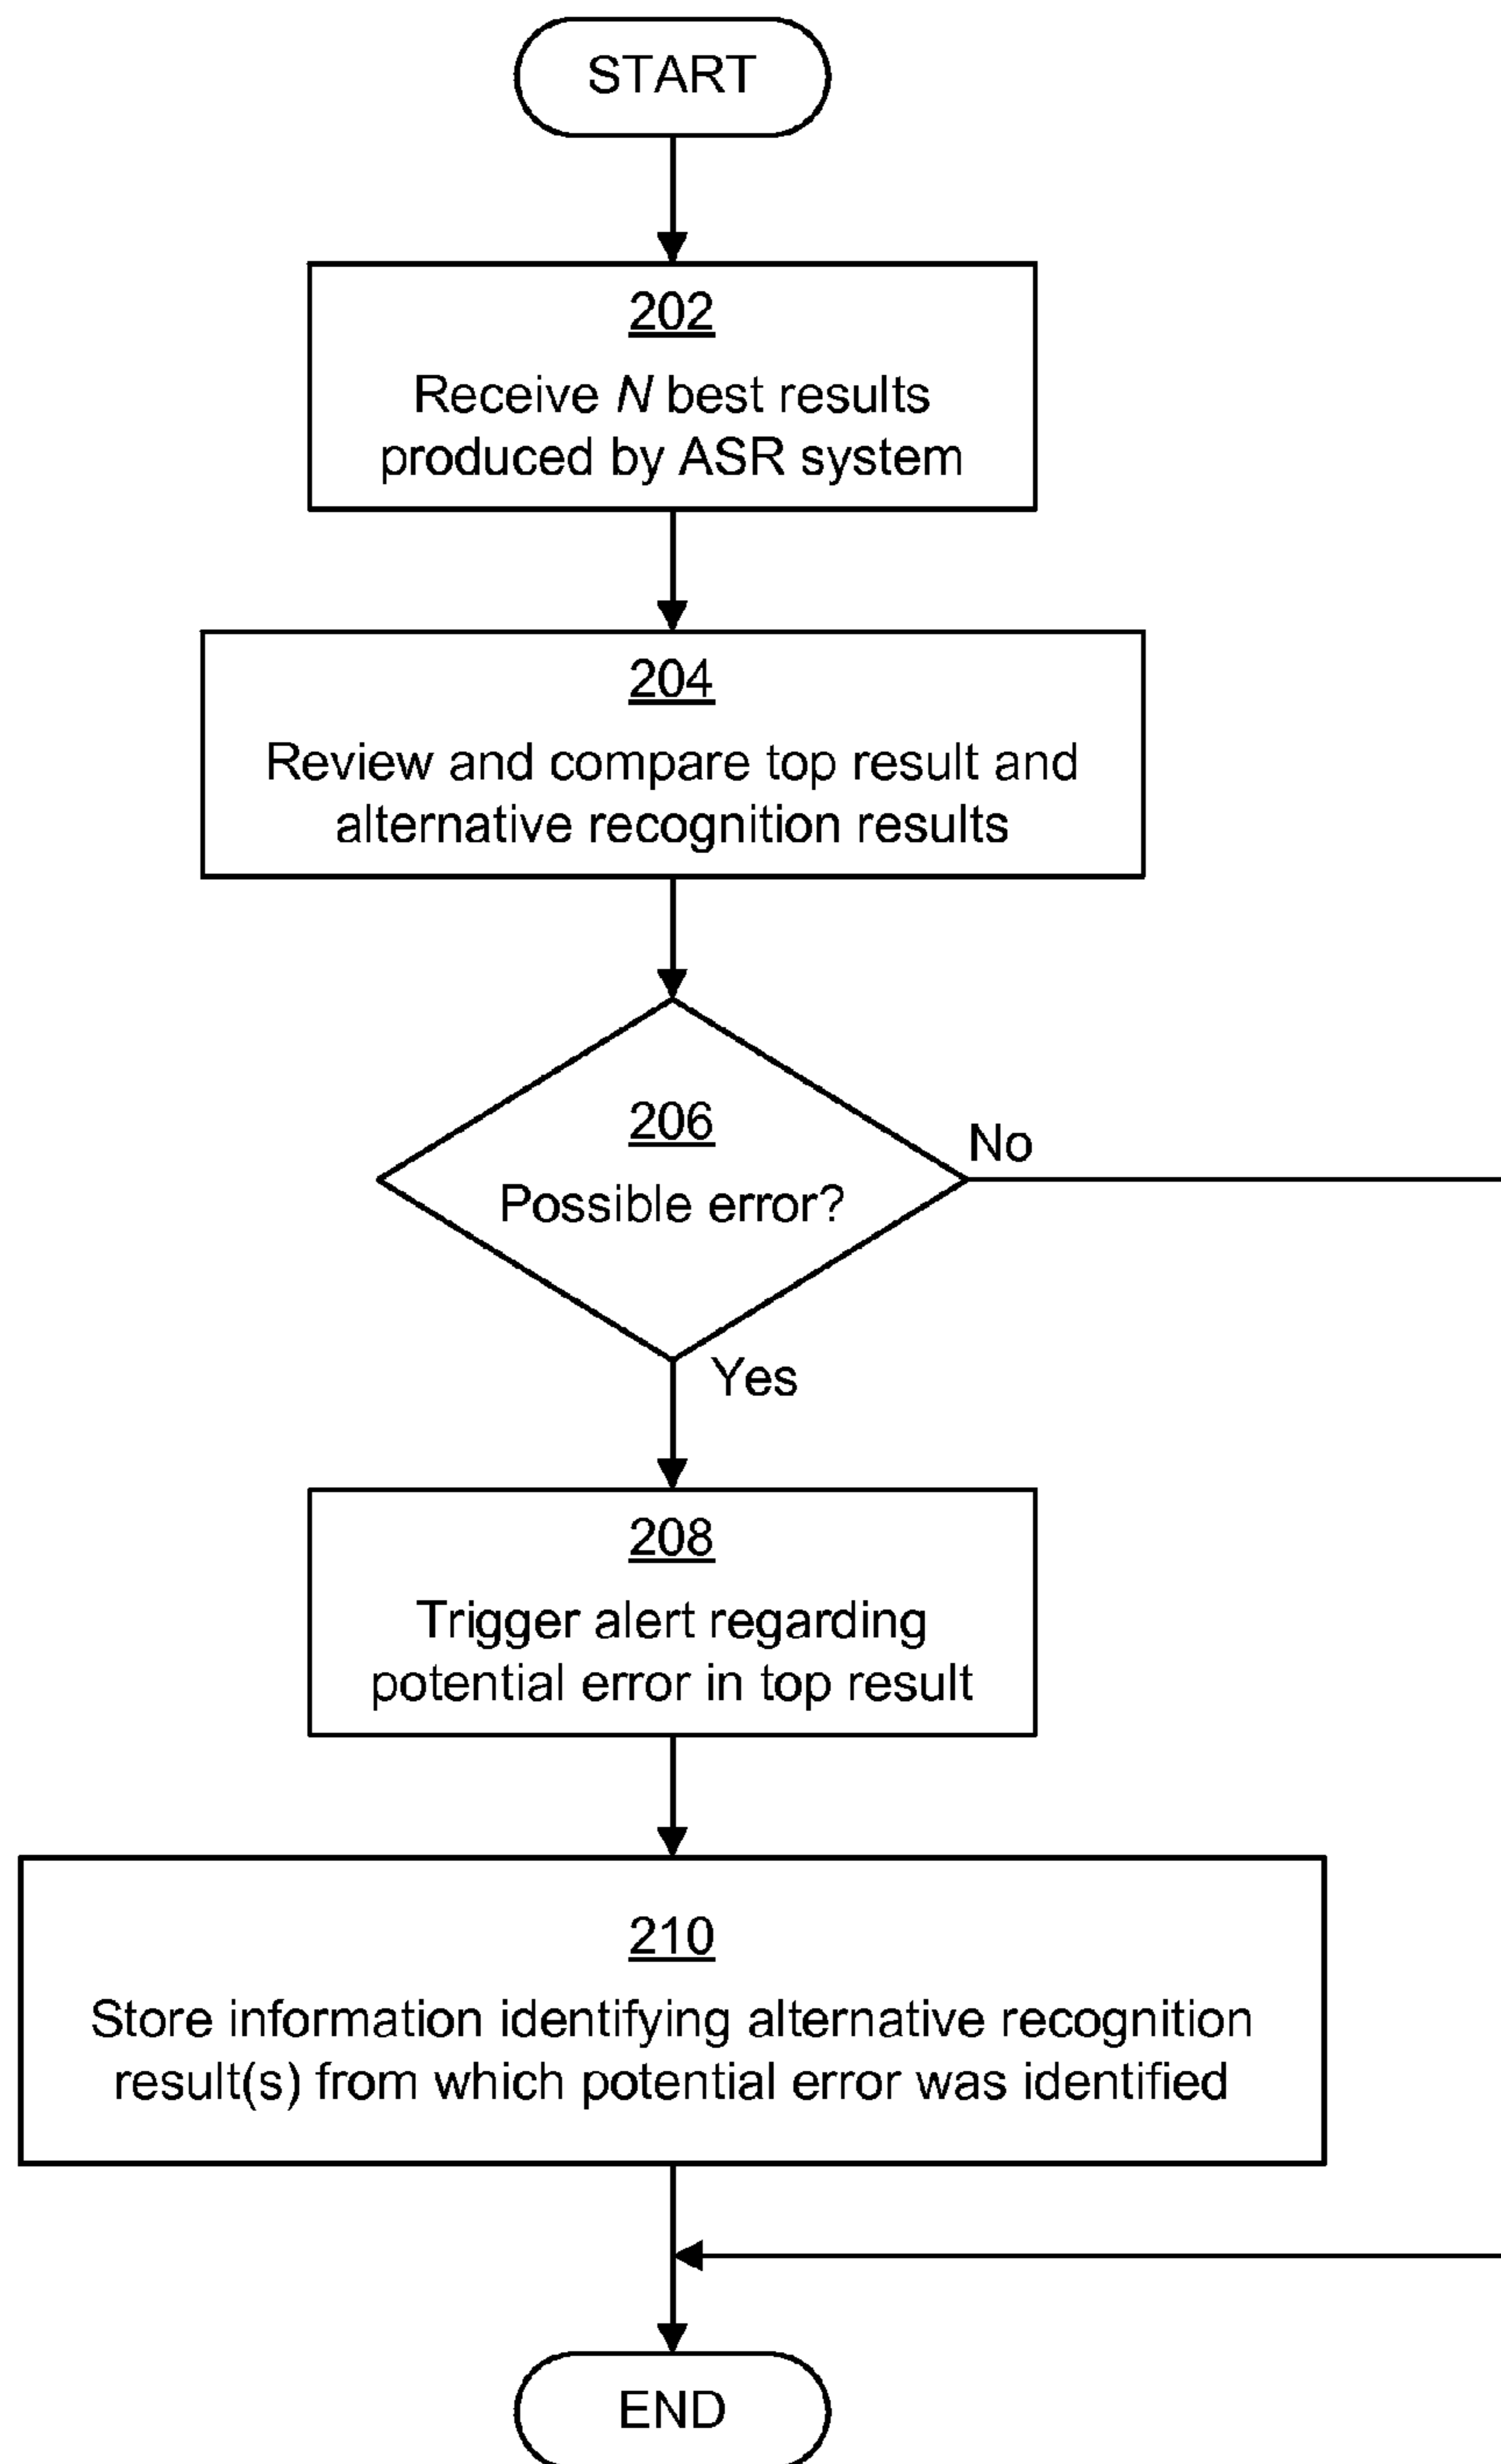 START
202
Receive N best results
produced by ASR system
204
Review and compare top result and
alternative recognition results
206
Possible error?
No
Yes
208
Trigger alert regarding
potential error in top result
210
Store information identifying alternative recognition
result(s) from which potential error was identified
END